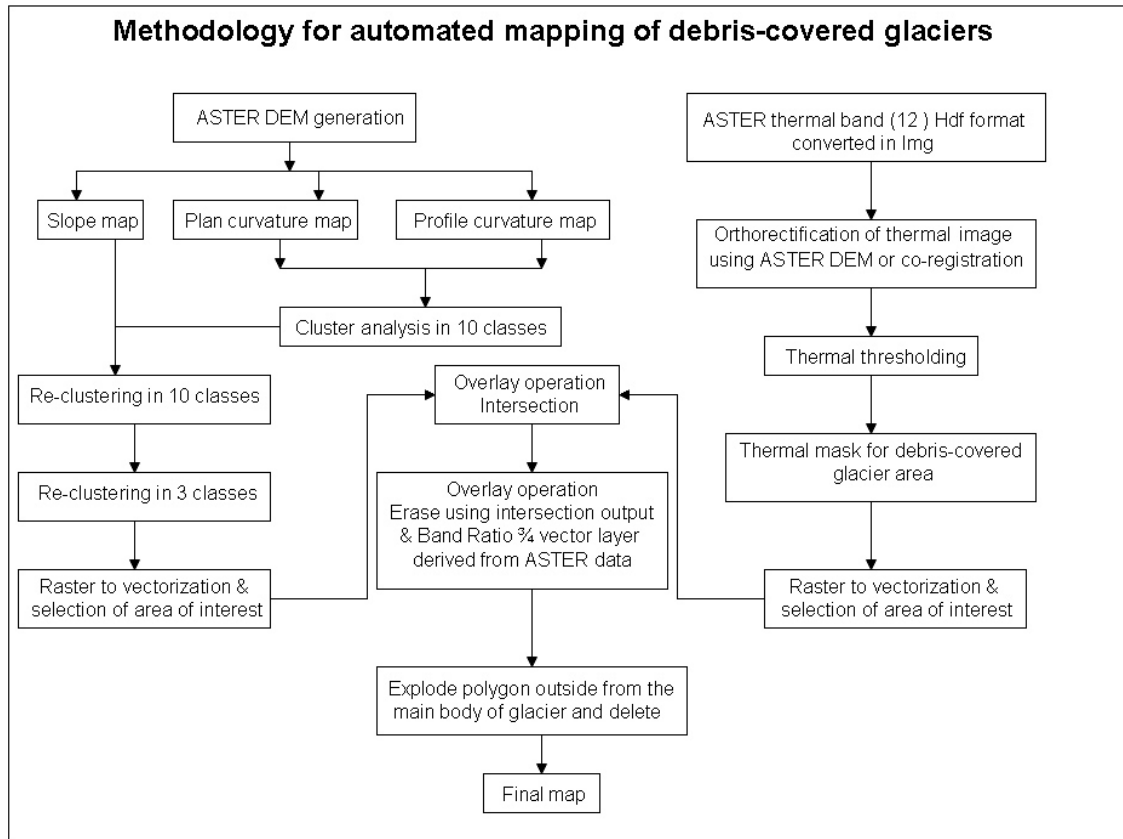 Methodology for automated mapping of debris-covered glaciers
ASTER DEM generation
ASTER thermal band (12 ) Hdf format
converted in Img
Slope map
Plan curvature map
Profile curvature map
Orthorectification of thermal image
using ASTER DEM or co-registration
Cluster analysis in 10 classes
Thermal thresholding
Re-clustering in 10 classes
Overlay operation
Intersection
Thermal mask for debris-covered
glacier area
Re-clustering in 3 classes
Overlay operation
Erase using intersection output
& Band Ratio ¾ vector layer
derived from ASTER data
Raster to vectorization &
selection of area of interest
Raster to vectorization &
selection of area of interest
Explode polygon outside from the
main body of glacier and delete
Final map